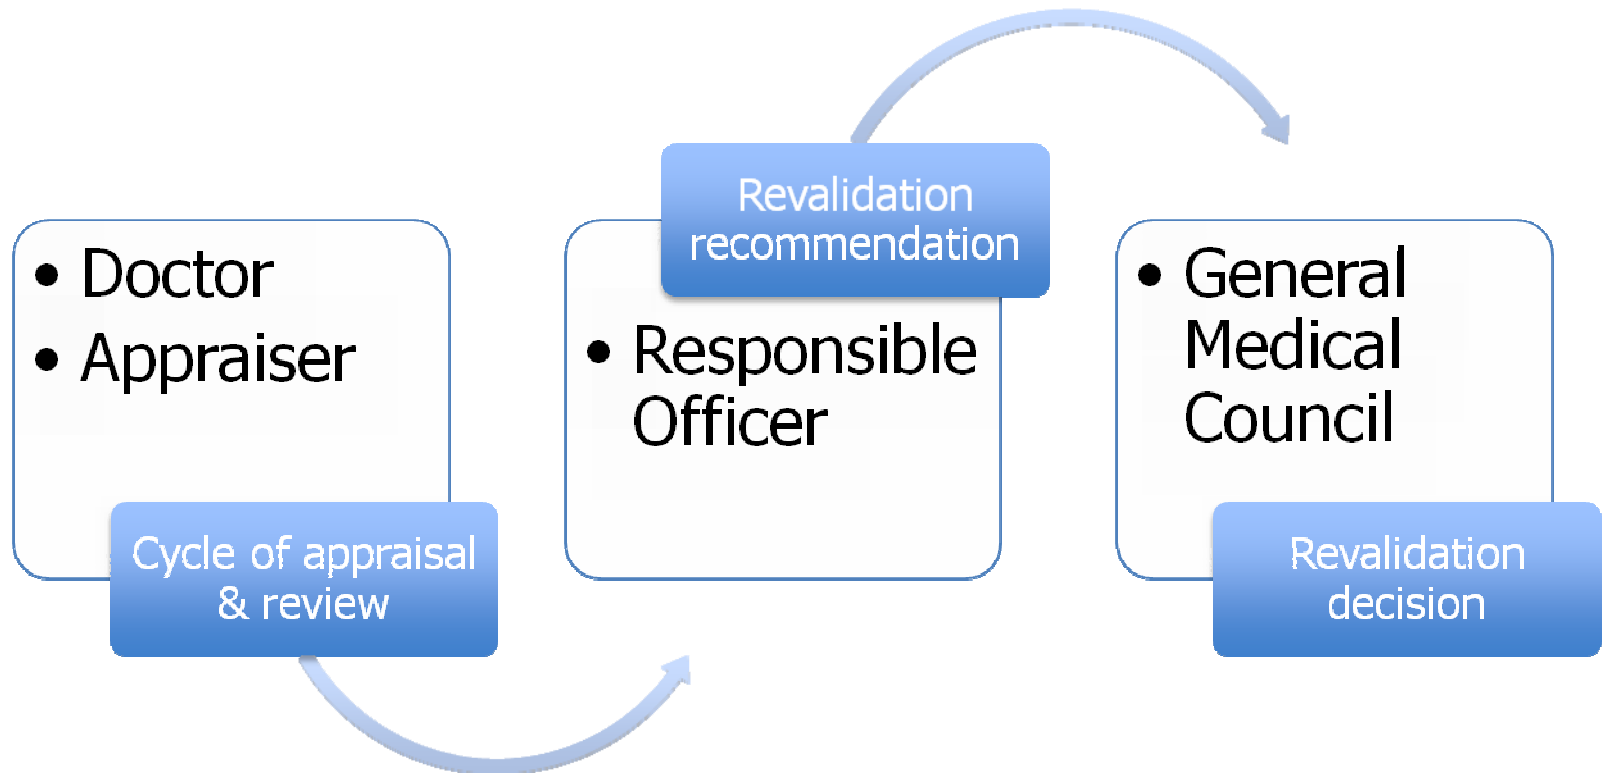 • Doctor
• Appraiser
Cycle of appraisal
& review
Revalidation
recommendation
• Responsible
Officer
• General
Medical
Council
Revalidation
decision